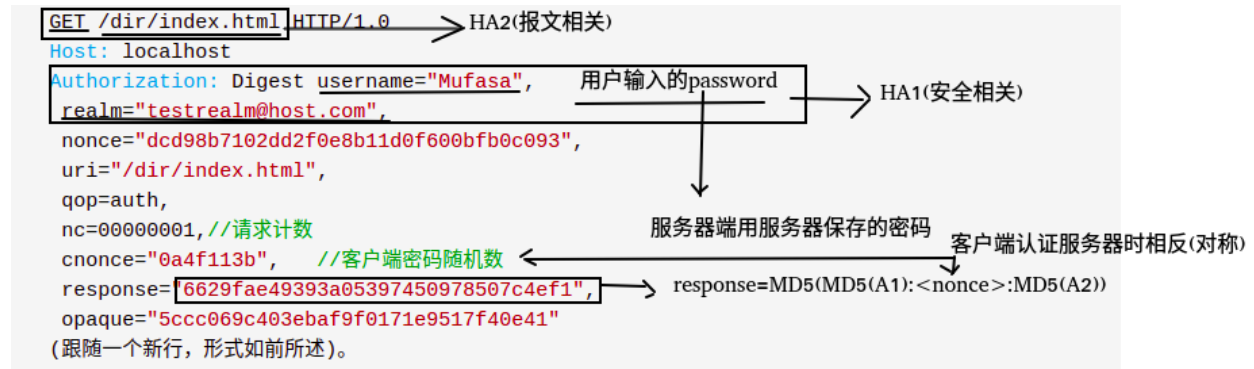 GET /dir/index.html HTTP/1.0
HA2(报文相关)
Host: localhost
Authorization: Digest username="Mufasa",
用户输入的password
HA1(安全相关)
realm="testrealm@host.com",
nonce="dcd98b7102dd2f0e8b11d0f600bfb0c093",
uri="/dir/index.html",
qop=auth,
nc=00000001,//请求计数
服务器端用服务器保存的密码
客户端认证服务器时相反(对称)
cnonce="0a4f113b", //客户端密码随机数
response="6629fae49393a05397450978507c4ef1",
response=MD5(MD5(A1):<nonce>:MD5(A2))
opaque="5ccc069c403ebaf9f0171e9517f40e41"
(跟随一个新行，形式如前所述)。